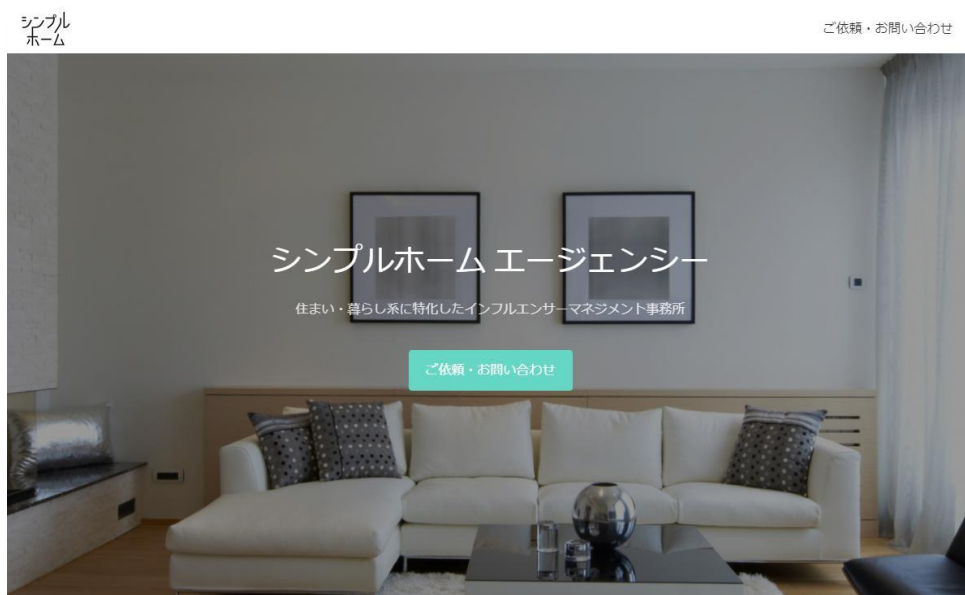 シンプル
ホーム
ご依頼・お問い合わせ
シンプルホーム エージェンシー
住まい・暮らし系に特化したインフルエンサーマネジメント事務所
ご依頼・お問い合わせ